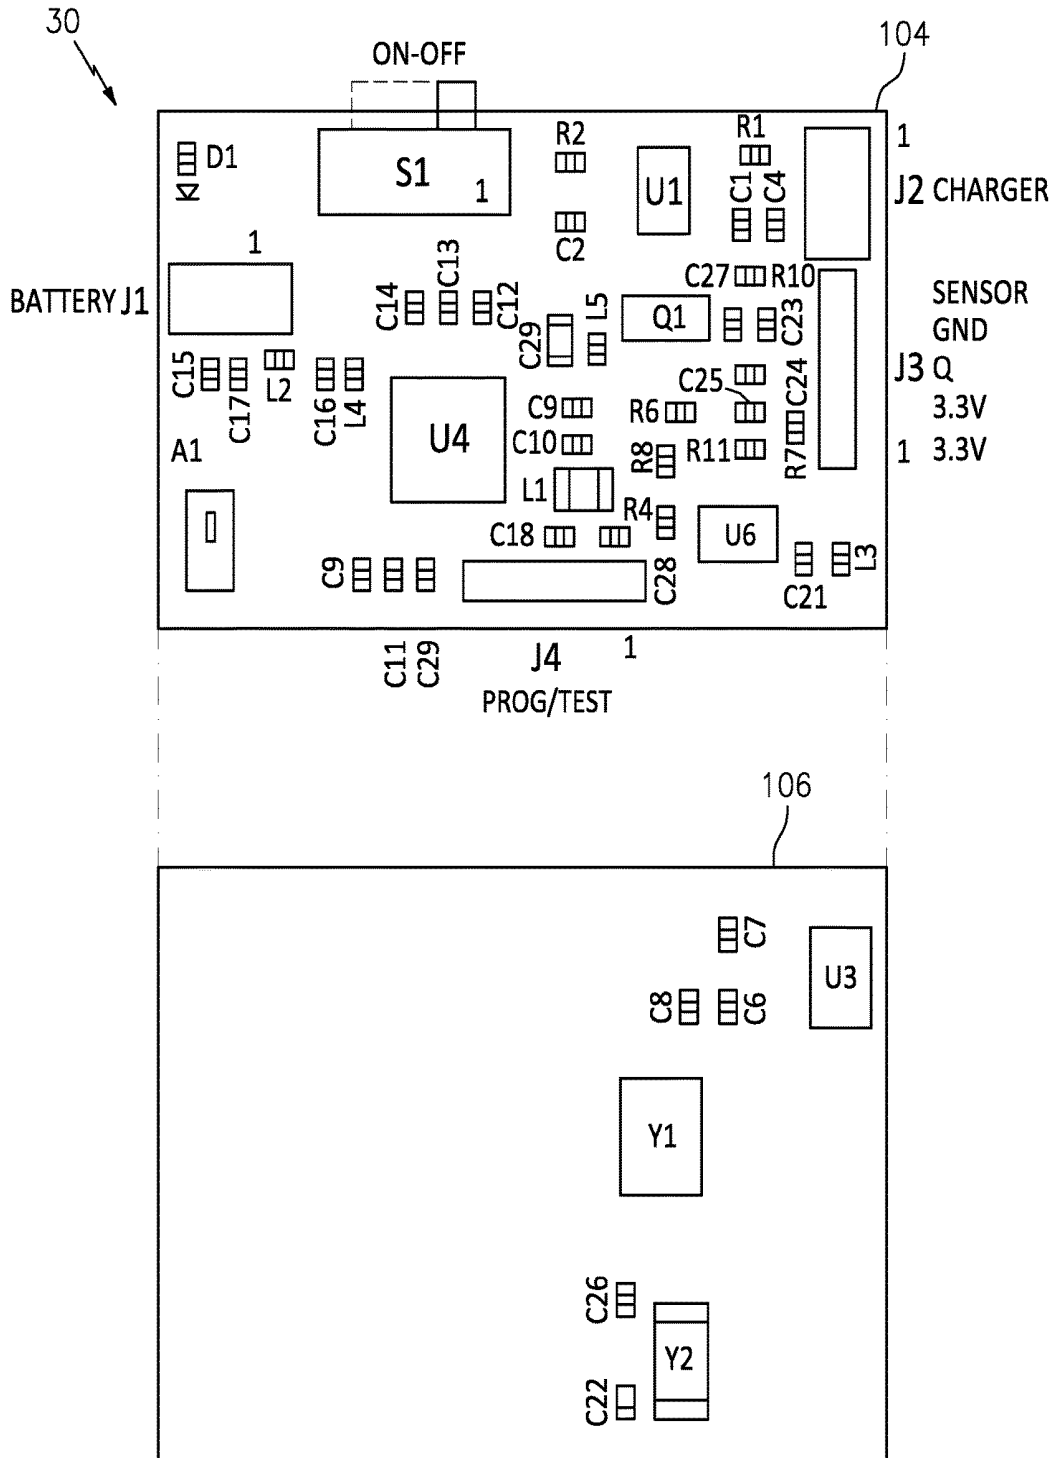 30
ON-OFF
104
D1
S1
1
R2
U1
R1
C1
C4
1
J2 CHARGER
C2
1
BATTERY J1
C14
C13
C12
C29
L5
Q1
C27
R10
C23
SENSOR
GND
J3 Q
3.3V
1 3.3V
C15
C17
L2
C16
L4
U4
C9
C10
R6
C25
C24
R8
R11
R7
A1
L1
R4
C18
U6
C9
C28
C21
L3
C11
C29
J4
1
PROG/TEST
106
C7
U3
C8
C6
Y1
C26
Y2
C22